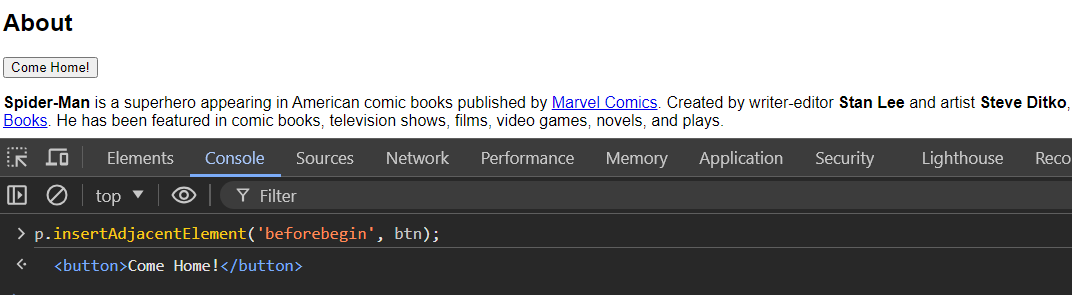 About
Come Home!
Spider-Man is a superhero appearing in American comic books published by Marvel Comics. Created by writer-editor Stan Lee and artist Steve Ditko,
Books. He has been featured in comic books, television shows, films, video games, novels, and plays.
Elements Console Sources Network Performance Memory Application Security Lighthouse Reco
top Filter
p.insertAdjacentElement('beforebegin', btn);
<button>Come Home!</button>